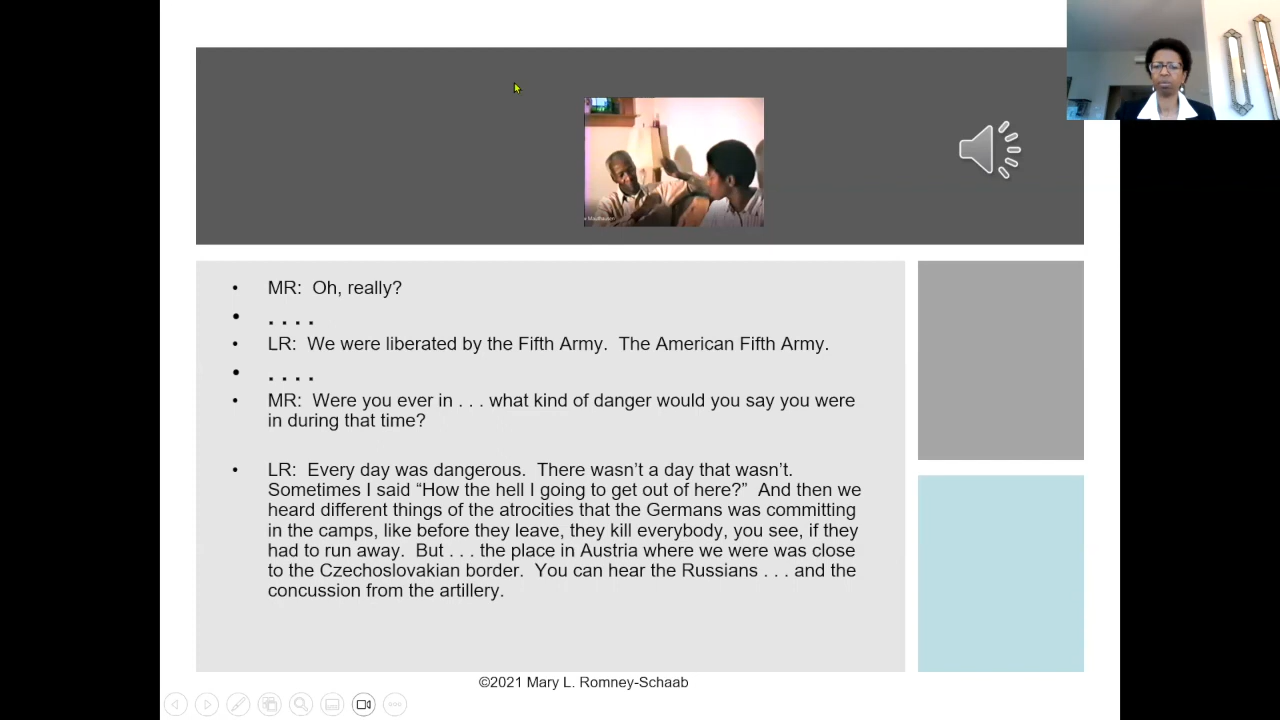 Mauthausen
• MR: Oh, really?
• . . . .
• LR: We were liberated by the Fifth Army. The American Fifth Army.
• . . . .
• MR: Were you ever in . . . what kind of danger would you say you were
in during that time?
• LR: Every day was dangerous. There wasn’t a day that wasn’t.
Sometimes I said “How the hell I going to get out of here?” And then we
heard different things of the atrocities that the Germans was committing
in the camps, like before they leave, they kill everybody, you see, if they
had to run away. But . . . the place in Austria where we were was close
to the Czechoslovakian border. You can hear the Russians . . . and the
concussion from the artillery.
©2021 Mary L. Romney-Schaab